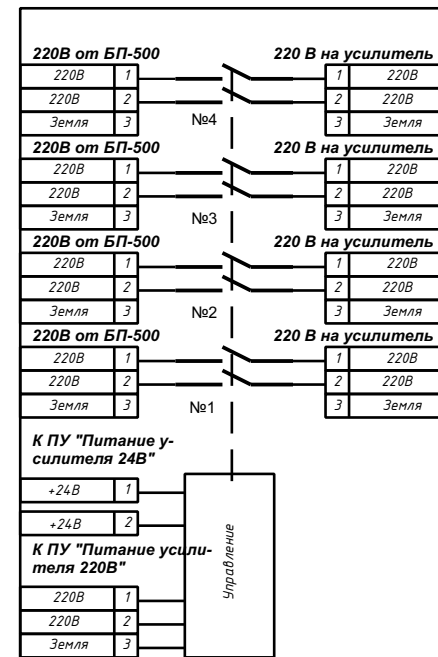 220В от БП-500 220 В на усилитель
220В 1 1 220В
220В 2 2 220В
Земля 3 №4 3 Земля
220В от БП-500 220 В на усилитель
220В 1 1 220В
220В 2 2 220В
Земля 3 №3 3 Земля
220В от БП-500 220 В на усилитель
220В 1 1 220В
220В 2 2 220В
Земля 3 №2 3 Земля
220В от БП-500 220 В на усилитель
220В 1 1 220В
220В 2 2 220В
Земля 3 №1 3 Земля
К ПУ "Питание у-
силителя 24В"
+24В 1
+24В 2
Управление
К ПУ "Питание усили-
теля 220В"
220В 1
220В 2
Земля 3